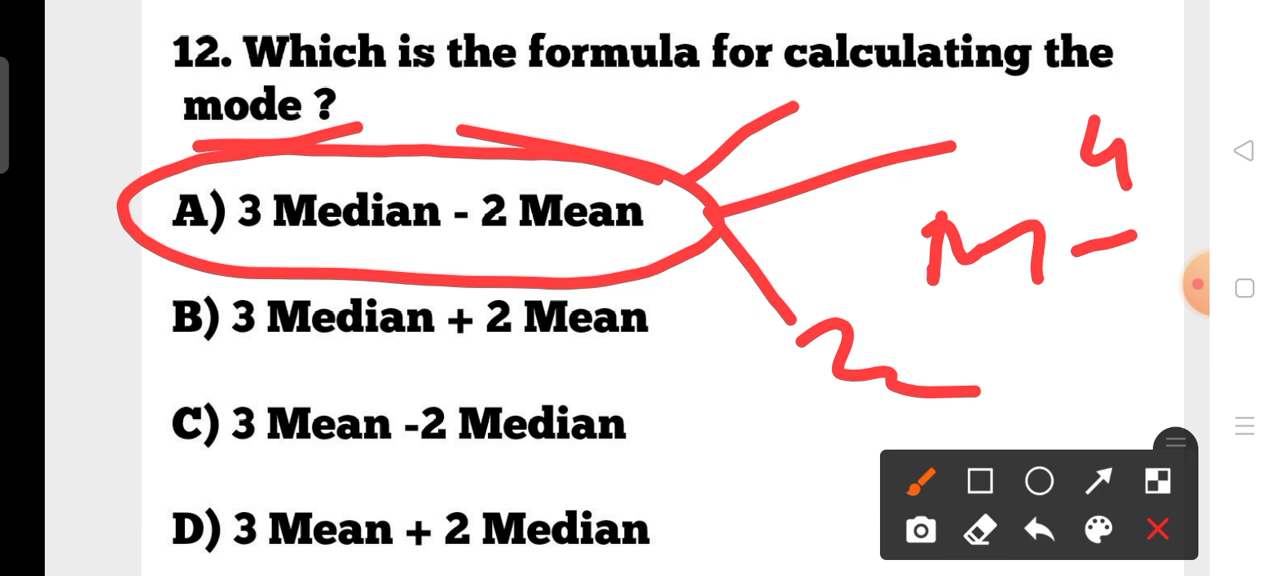 12. Which is the formula for calculating the
mode ?
A) 3 Median - 2 Mean
B) 3 Median + 2 Mean
C) 3 Mean -2 Median
D) 3 Mean + 2 Median